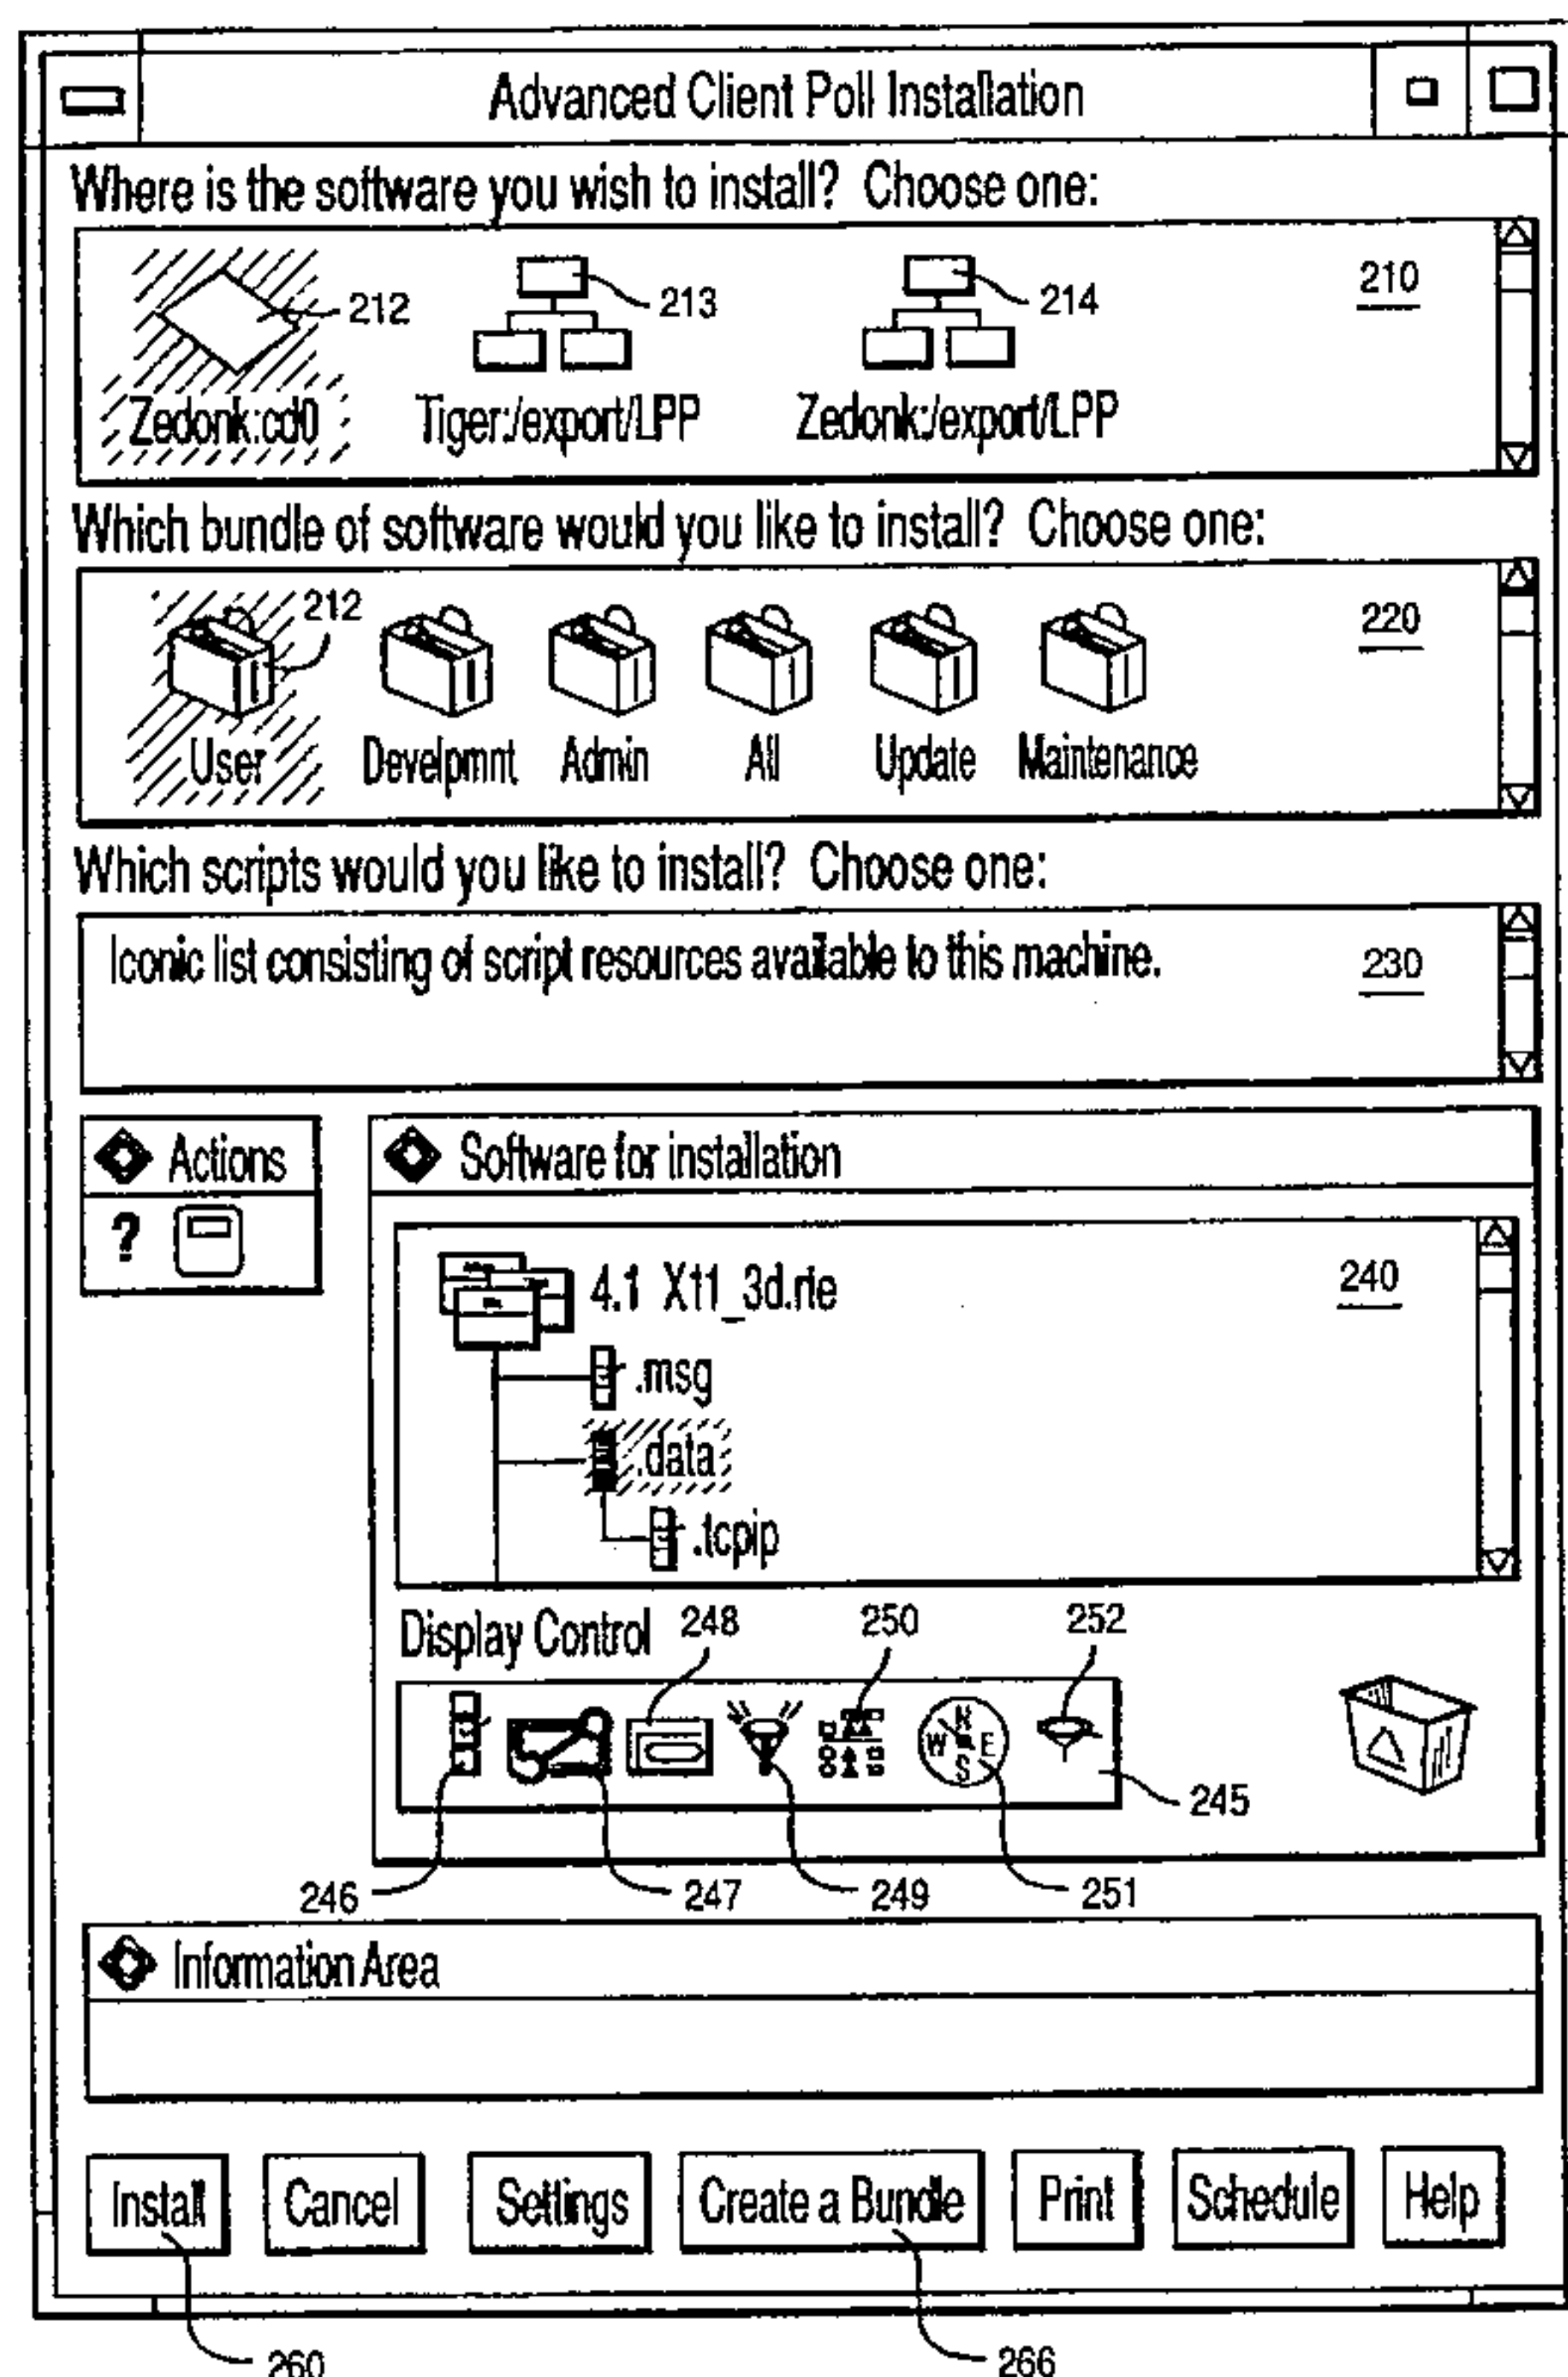 Advanced Client Poll Installation
Where is the software you wish to install? Choose one:
212
213
214
210
Zedonk:cd0
Tiger:/export/LPP
Zedonk:/export/LPP
Which bundle of software would you like to install? Choose one:
212
220
User
Develpmnt
Admin
All
Update
Maintenance
Which scripts would you like to install? Choose one:
Iconic list consisting of script resources available to this machine.
230
Actions
?
Software for installation
4.1 X11_3d.rie
240
.msg
.data
.tcpip
Display Control
248
250
252
N
W E
S
245
246
247
249
251
Information Area
Install
Cancel
Settings
Create a Bundle
Print
Schedule
Help
260
266